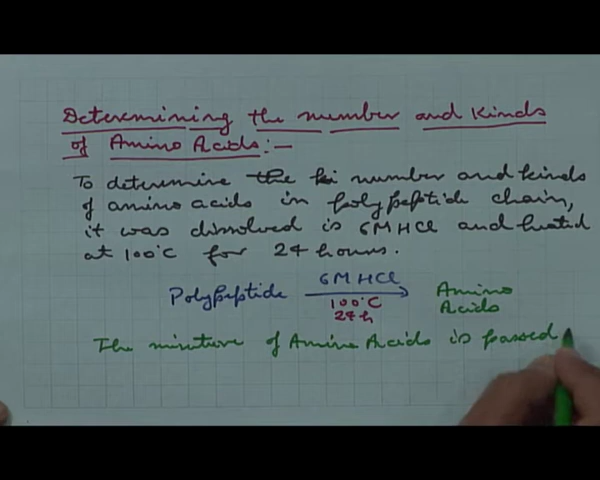 Determining the number and kinds
of Amino Acids:-
To determine the ki number and kinds
of amino acids in polypeptide chain,
it was dissolved is 6M HCl and heated
at 100°C for 24 hours.
Polypeptide 6M HCl Amino
100°C Acids
24 h
The mixture of Amino Acids is passed